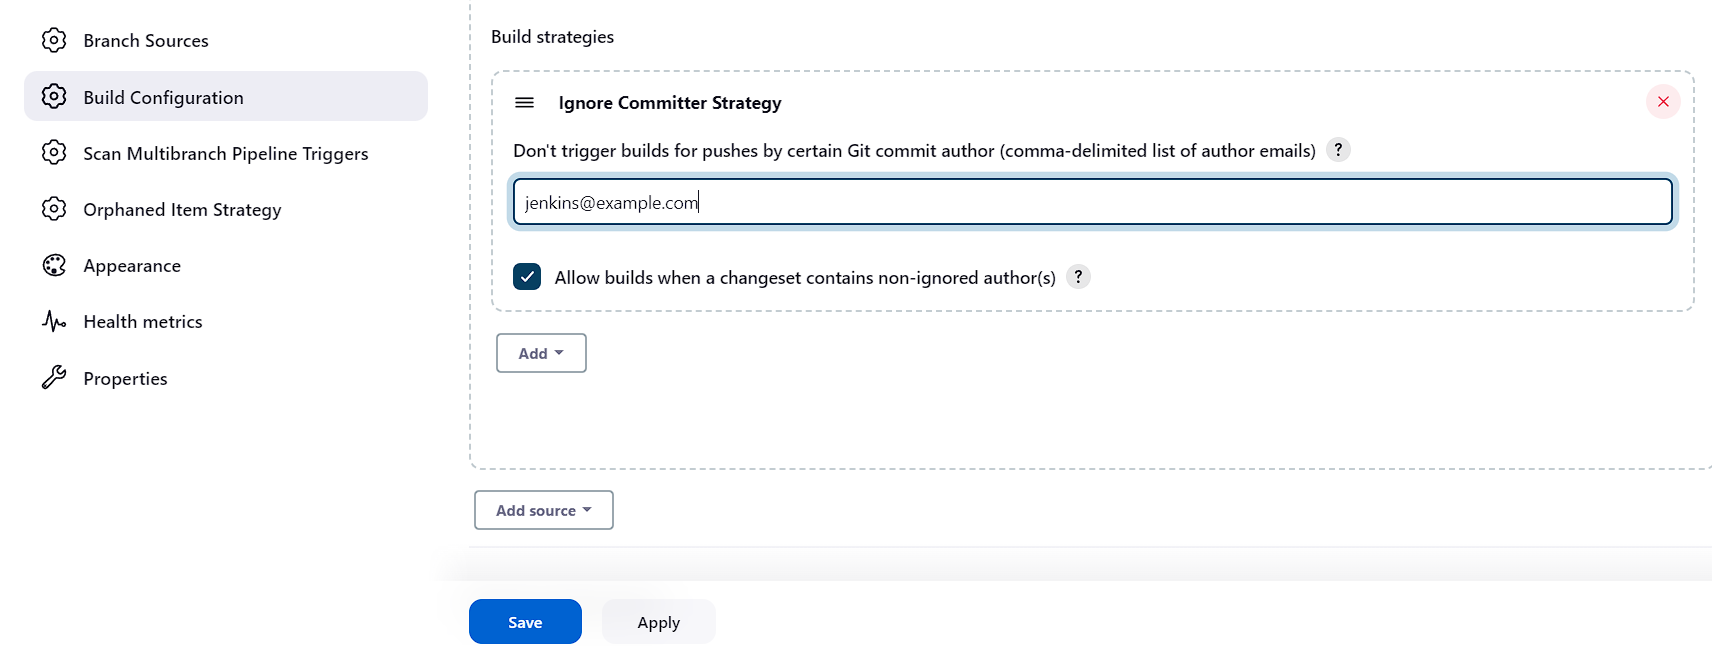 Branch Sources
Build Configuration
Scan Multibranch Pipeline Triggers
Orphaned Item Strategy
Appearance
Health metrics
Properties
Build strategies
Ignore Committer Strategy
Don't trigger builds for pushes by certain Git commit author (comma-delimited list of author emails) ?
jenkins@example.com
Allow builds when a changeset contains non-ignored author(s) ?
Add
Add source
Save Apply